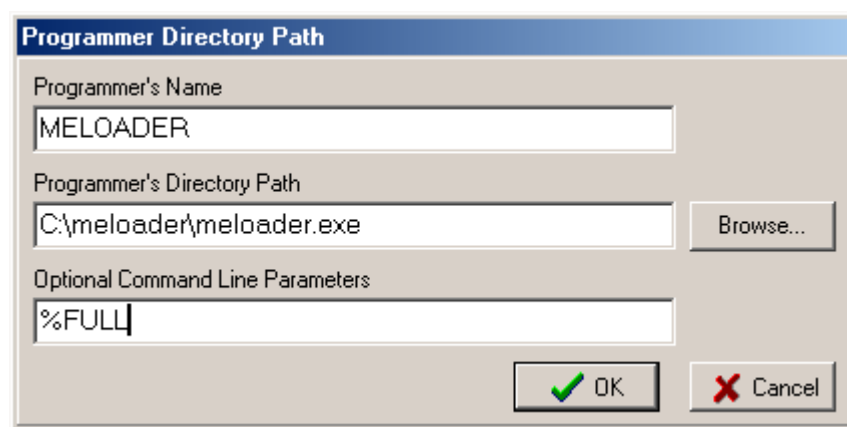 Programmer Directory Path
Programmer's Name
MELOADER
Programmer's Directory Path
C:\meloader\meloader.exe
Browse...
Optional Command Line Parameters
%FULL
OK
Cancel